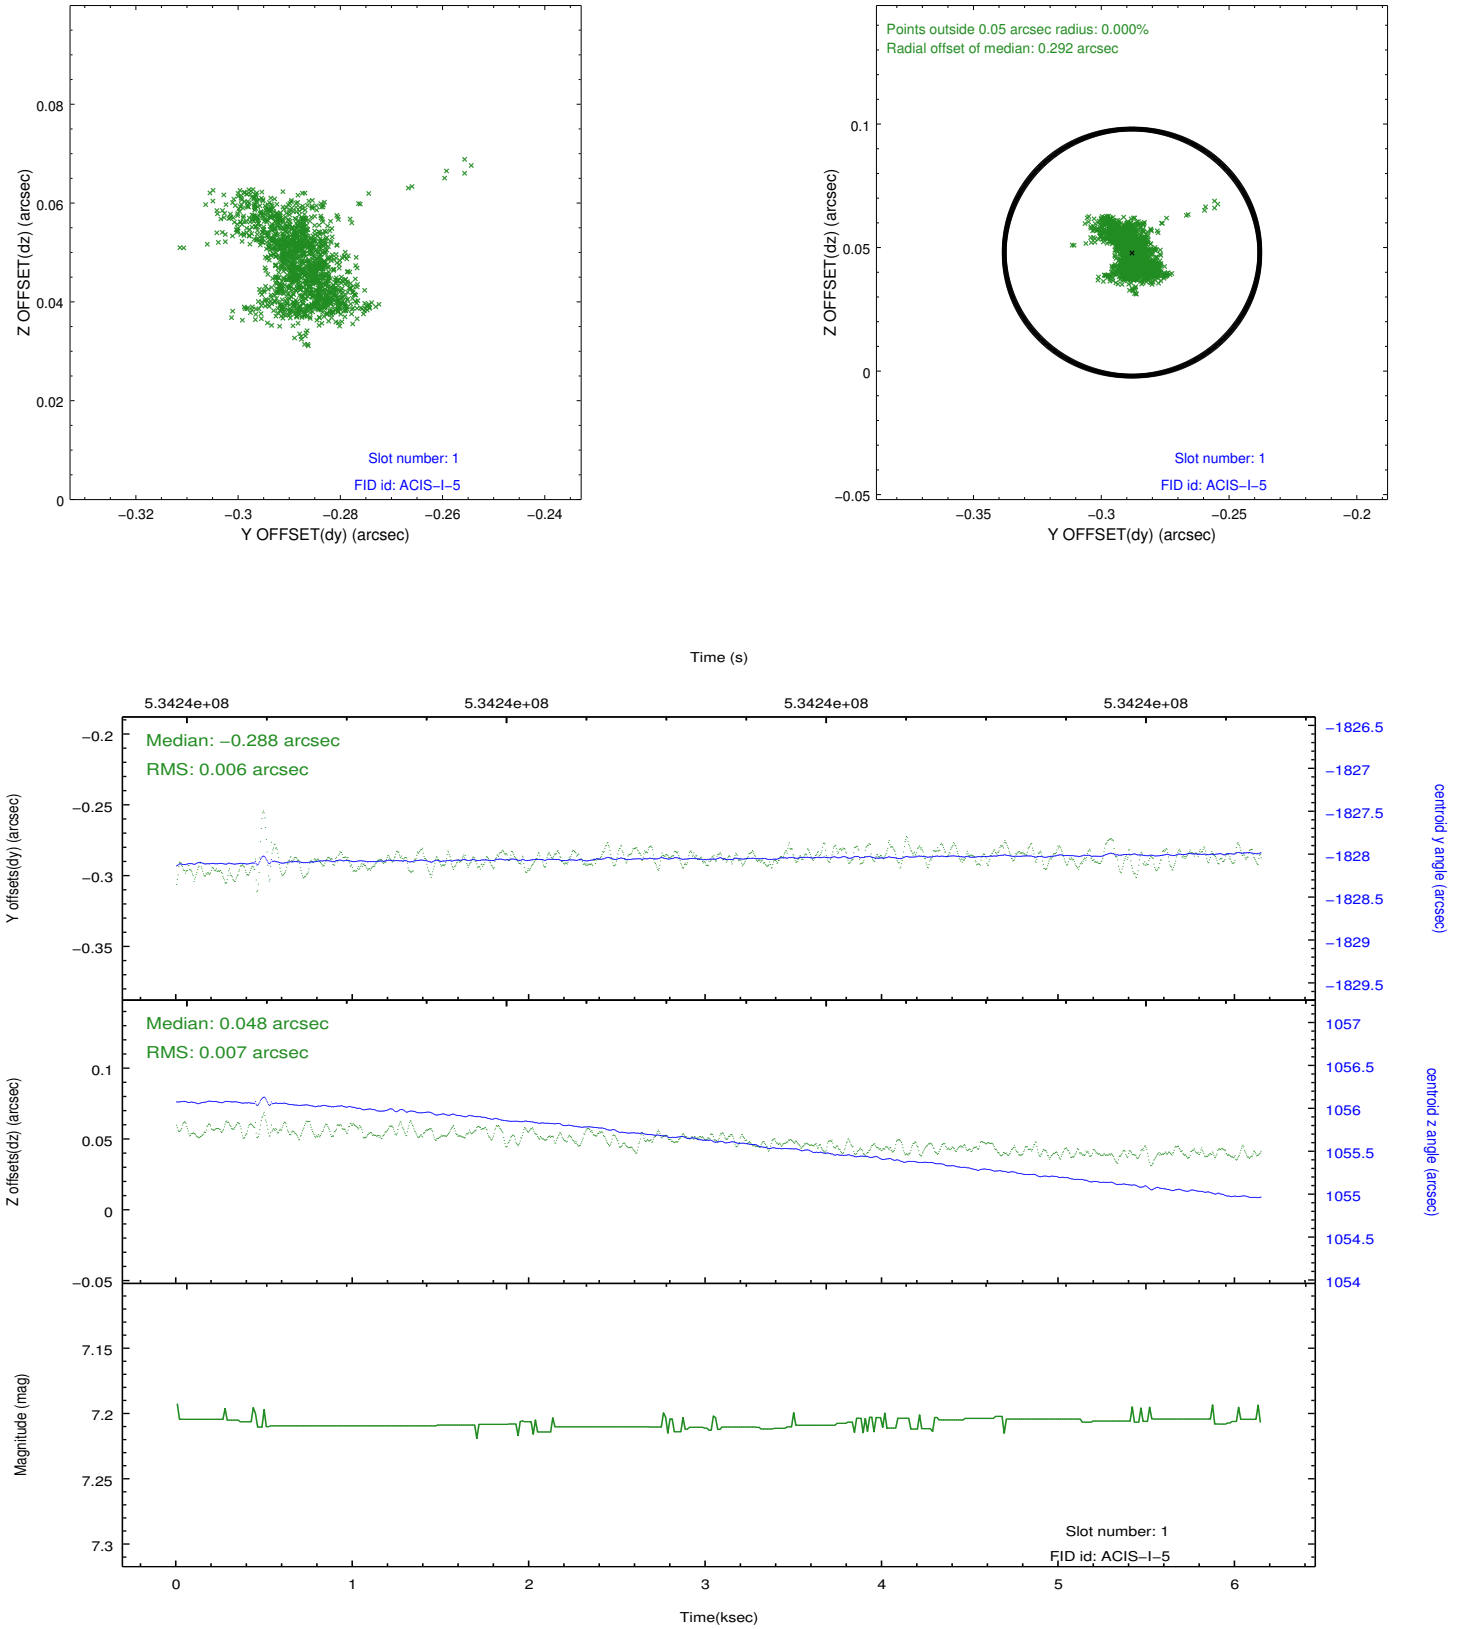 0.08
0.06
0.04
0.02
0
Z OFFSET(dz) (arcsec)
Slot number: 1
FID id: ACIS−I−5
−0.32
−0.3
−0.28
−0.26
−0.24
Y OFFSET(dy) (arcsec)
Points outside 0.05 arcsec radius: 0.000%
Radial offset of median: 0.292 arcsec
0.1
0.05
0
−0.05
Z OFFSET(dz) (arcsec)
Slot number: 1
FID id: ACIS−I−5
−0.35
−0.3
−0.25
−0.2
Y OFFSET(dy) (arcsec)
Time (s)
5.3424e+08
5.3424e+08
5.3424e+08
5.3424e+08
−0.2
−0.25
−0.3
−0.35
Y offsets(dy) (arcsec)
Median: −0.288 arcsec
RMS: 0.006 arcsec
−1826.5
−1827
−1827.5
−1828
−1828.5
−1829
−1829.5
centroid y angle (arcsec)
0.1
0.05
0
−0.05
Z offsets(dz) (arcsec)
Median: 0.048 arcsec
RMS: 0.007 arcsec
1057
1056.5
1056
1055.5
1055
1054.5
1054
centroid z angle (arcsec)
7.15
7.2
7.25
7.3
Magnitude (mag)
Slot number: 1
FID id: ACIS−I−5
0
1
2
3
4
5
6
Time(ksec)